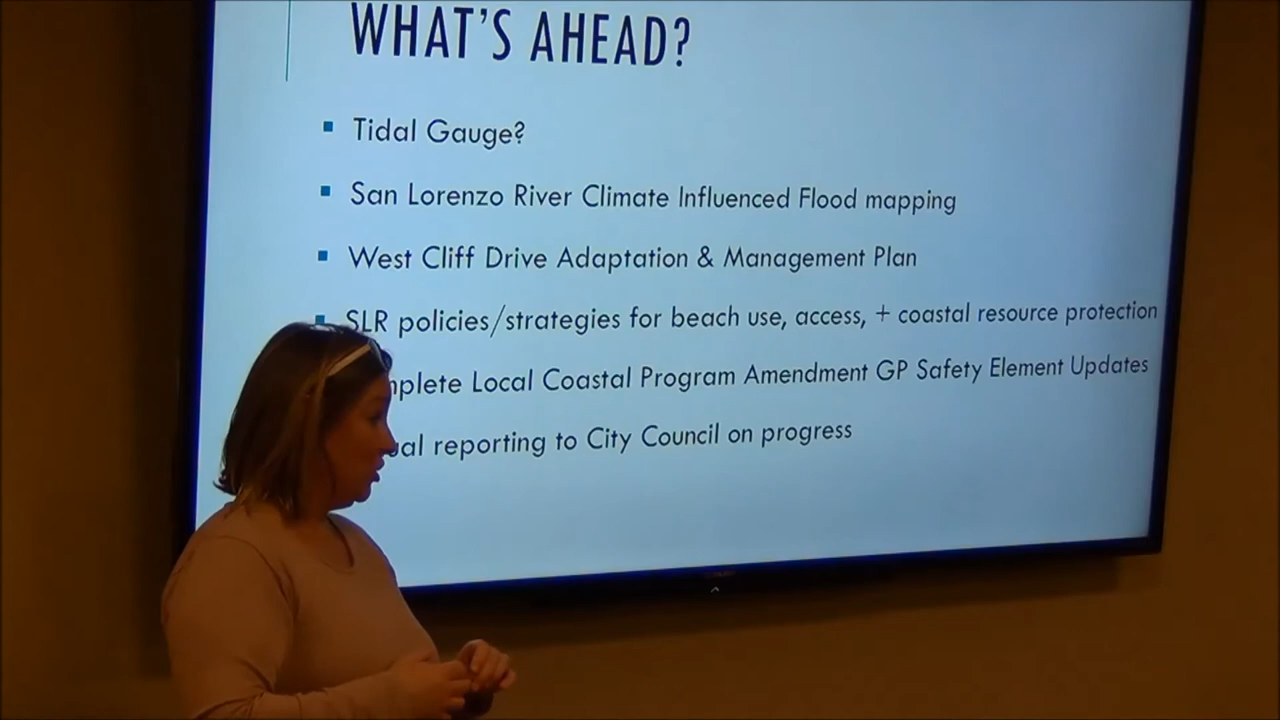 WHAT'S AHEAD?
Tidal Gauge?
San Lorenzo River Climate Influenced Flood mapping
West Cliff Drive Adaptation & Management Plan
SLR policies/strategies for beach use, access, + coastal resource protection
Local Coastal Program Amendment GP Safety Element Updates
reporting to City Council on progress